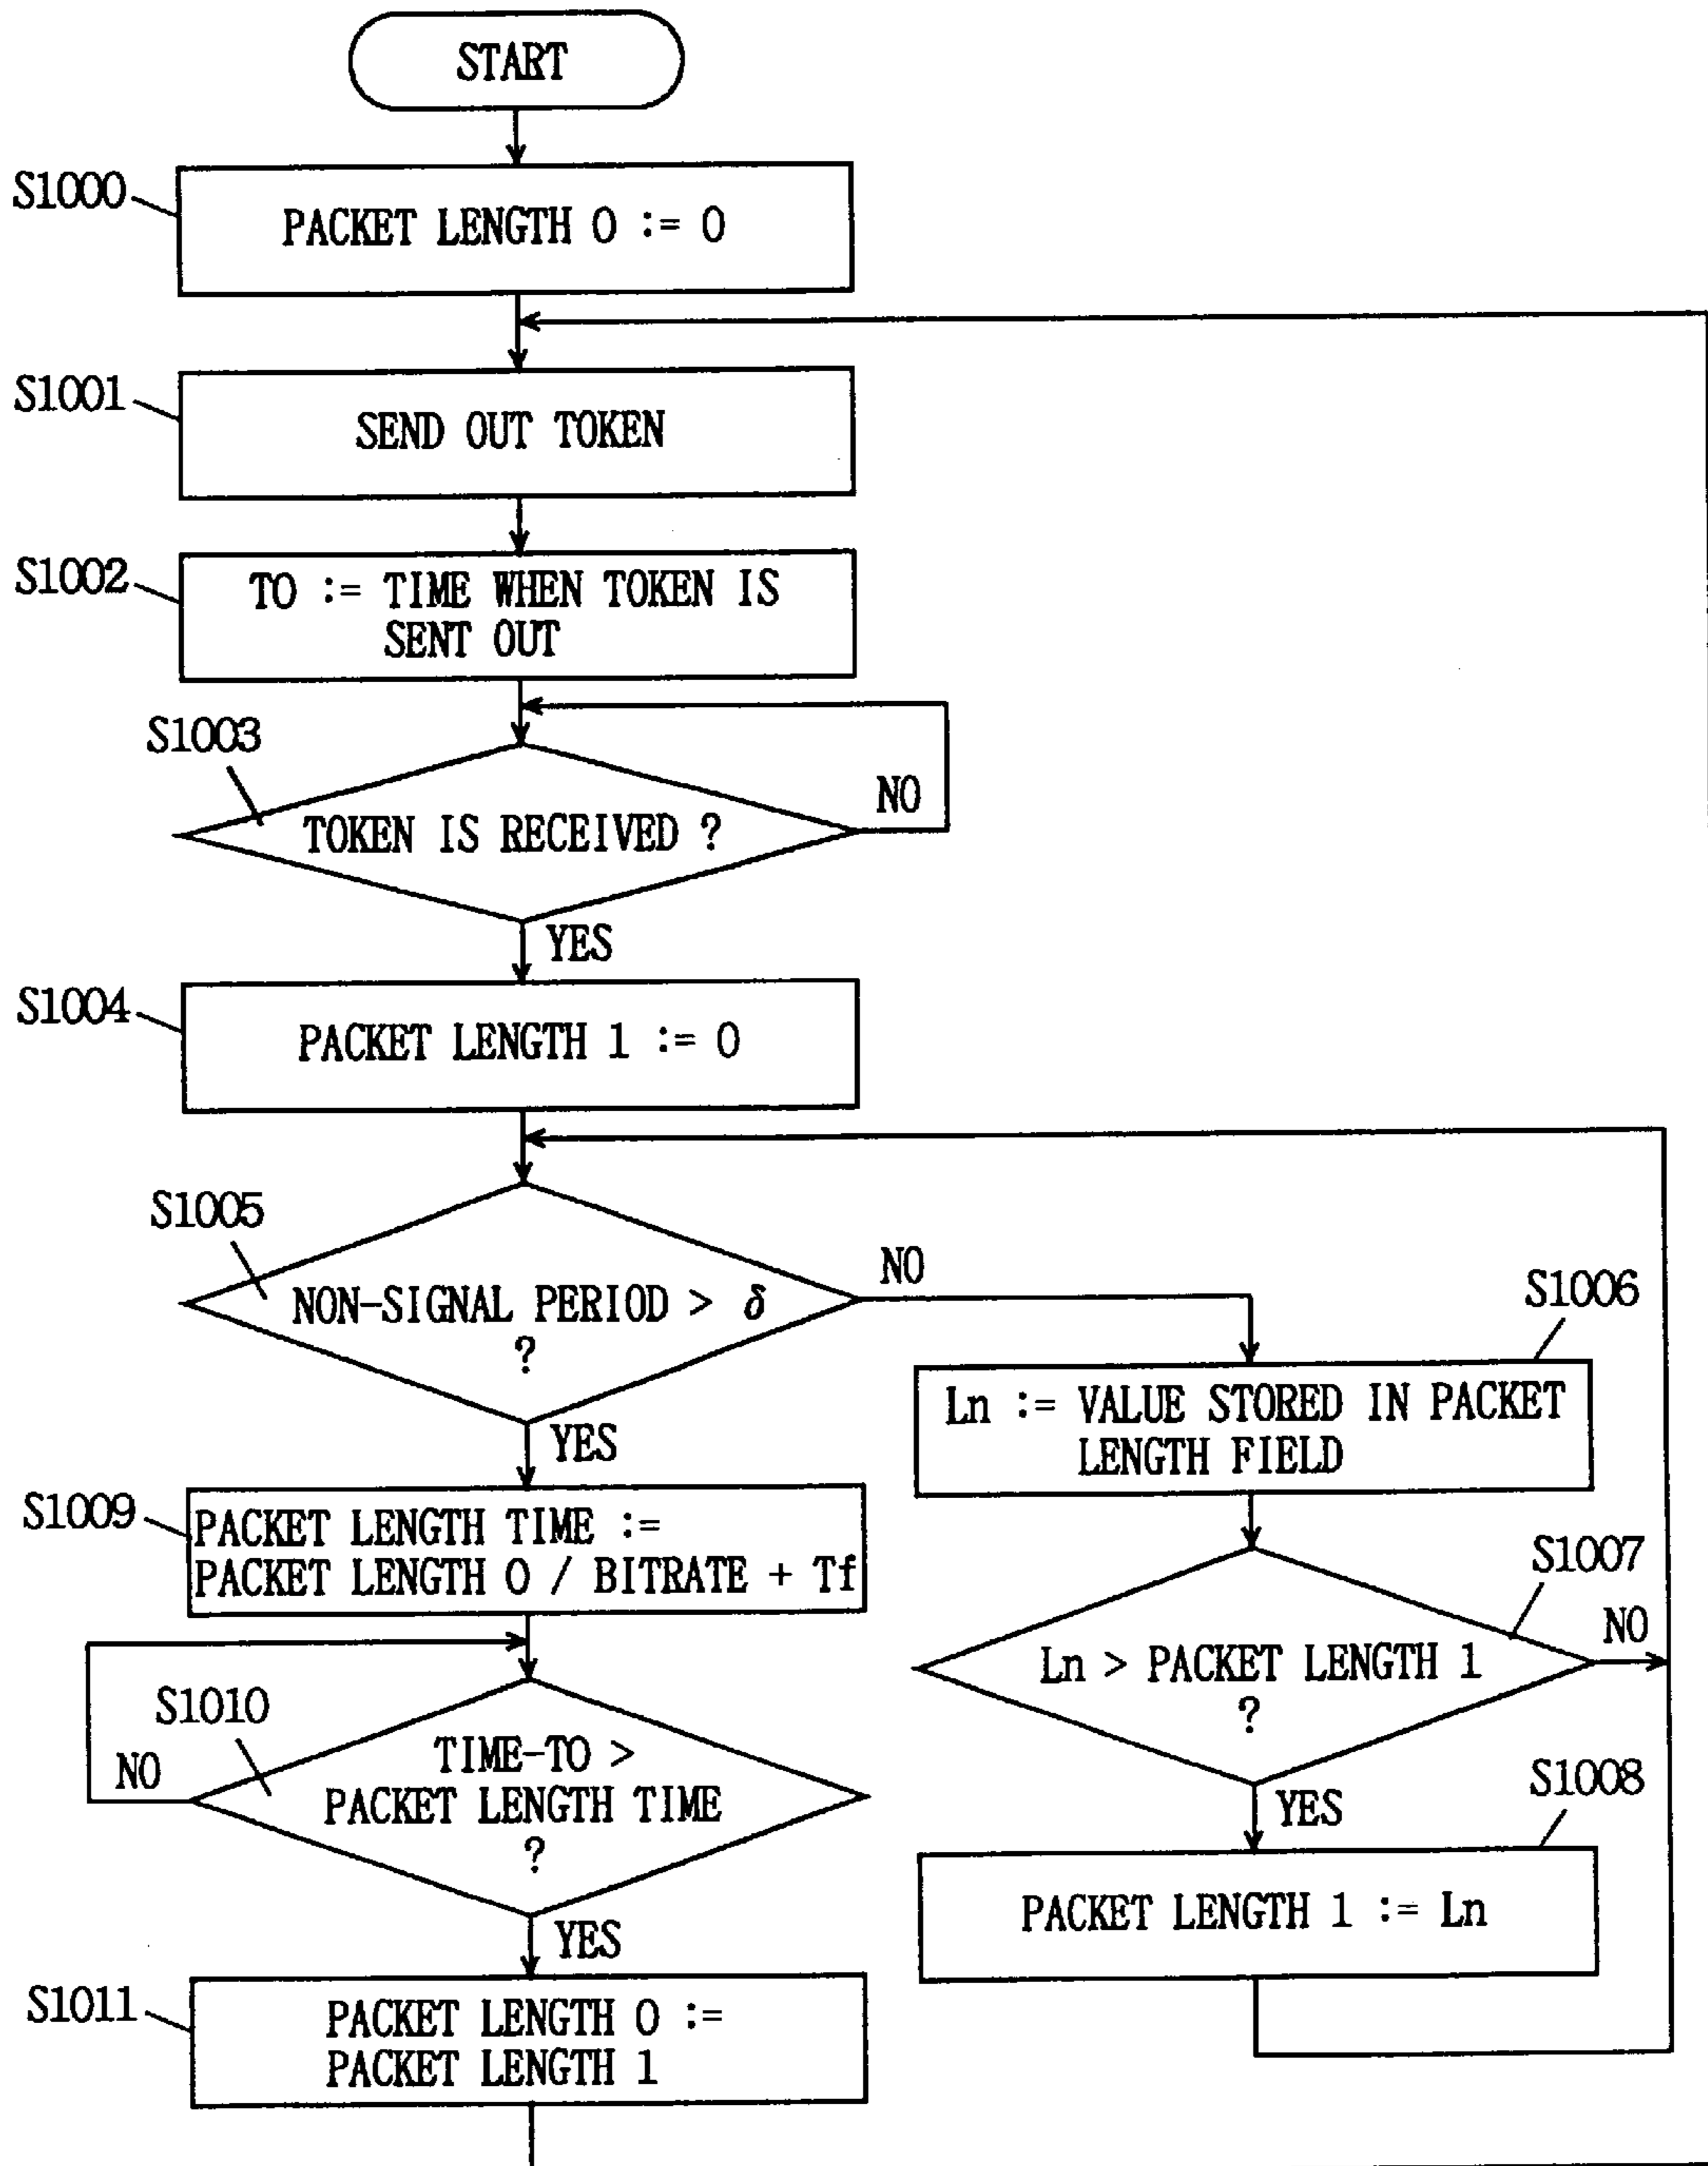 START
S1000
PACKET LENGTH 0 := 0
S1001
SEND OUT TOKEN
S1002
T0 := TIME WHEN TOKEN IS
SENT OUT
S1003
TOKEN IS RECEIVED ?
NO
YES
S1004
PACKET LENGTH 1 := 0
S1005
NON-SIGNAL PERIOD > δ
?
NO
YES
S1006
Ln := VALUE STORED IN PACKET
LENGTH FIELD
S1007
Ln > PACKET LENGTH 1
?
NO
YES
S1008
PACKET LENGTH 1 := Ln
S1009
PACKET LENGTH TIME :=
PACKET LENGTH 0 / BITRATE + Tf
S1010
TIME-T0 >
PACKET LENGTH TIME
?
NO
YES
S1011
PACKET LENGTH 0 :=
PACKET LENGTH 1